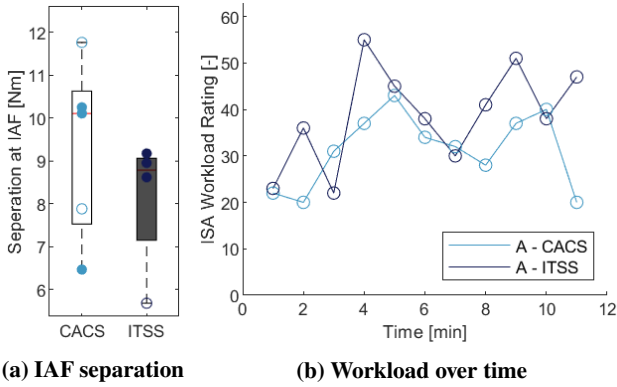 Seperation at IAF [Nm]
12
11
10
9
8
7
6
CACS ITSS
(a) IAF separation
ISA Workload Rating [-]
60
50
40
30
20
10
0
0 2 4 6 8 10 12
Time [min]
A - CACS
A - ITSS
(b) Workload over time